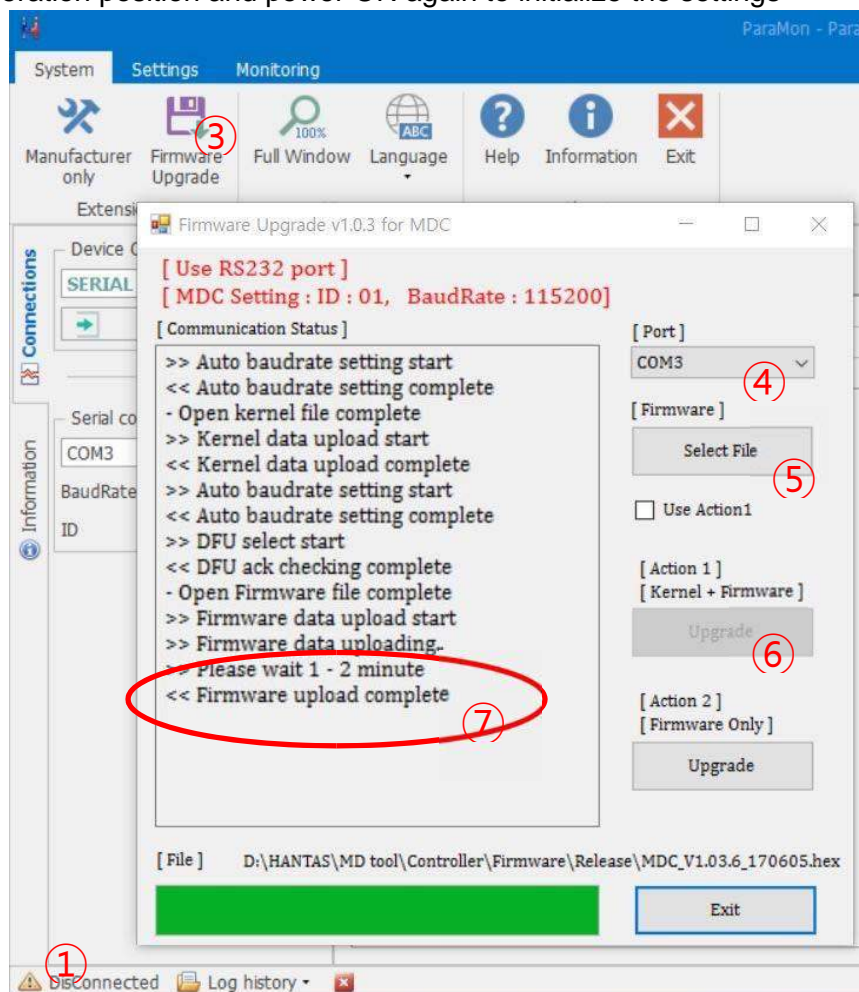 eration position and power ON again to initialize the settings
ParaMon - Para
System Settings Monitoring
③
100%
ABC
Manufacturer only
Firmware Upgrade
Full Window
Language
Help
Information
Exit
Extensi
Firmware Upgrade v1.0.3 for MDC
Connections
Information
Device C
SERIAL
Serial co
COM3
BaudRate
ID
[ Use RS232 port ]
[ MDC Setting : ID : 01, BaudRate : 115200]
[ Communication Status ]
>> Auto baudrate setting start
<< Auto baudrate setting complete
- Open kernel file complete
>> Kernel data upload start
<< Kernel data upload complete
>> Auto baudrate setting start
<< Auto baudrate setting complete
>> DFU select start
<< DFU ack checking complete
- Open Firmware file complete
>> Firmware data upload start
>> Firmware data uploading..
>> Please wait 1 - 2 minute
<< Firmware upload complete
⑦
[ Port ]
COM3
④
[ Firmware ]
Select File
⑤
Use Action1
[ Action 1 ]
[ Kernel + Firmware ]
Upgrade
⑥
[ Action 2 ]
[ Firmware Only ]
Upgrade
[ File ] D:\HANTAS\MD tool\Controller\Firmware\Release\MDC_V1.03.6_170605.hex
Exit
①
DisConnected Log history